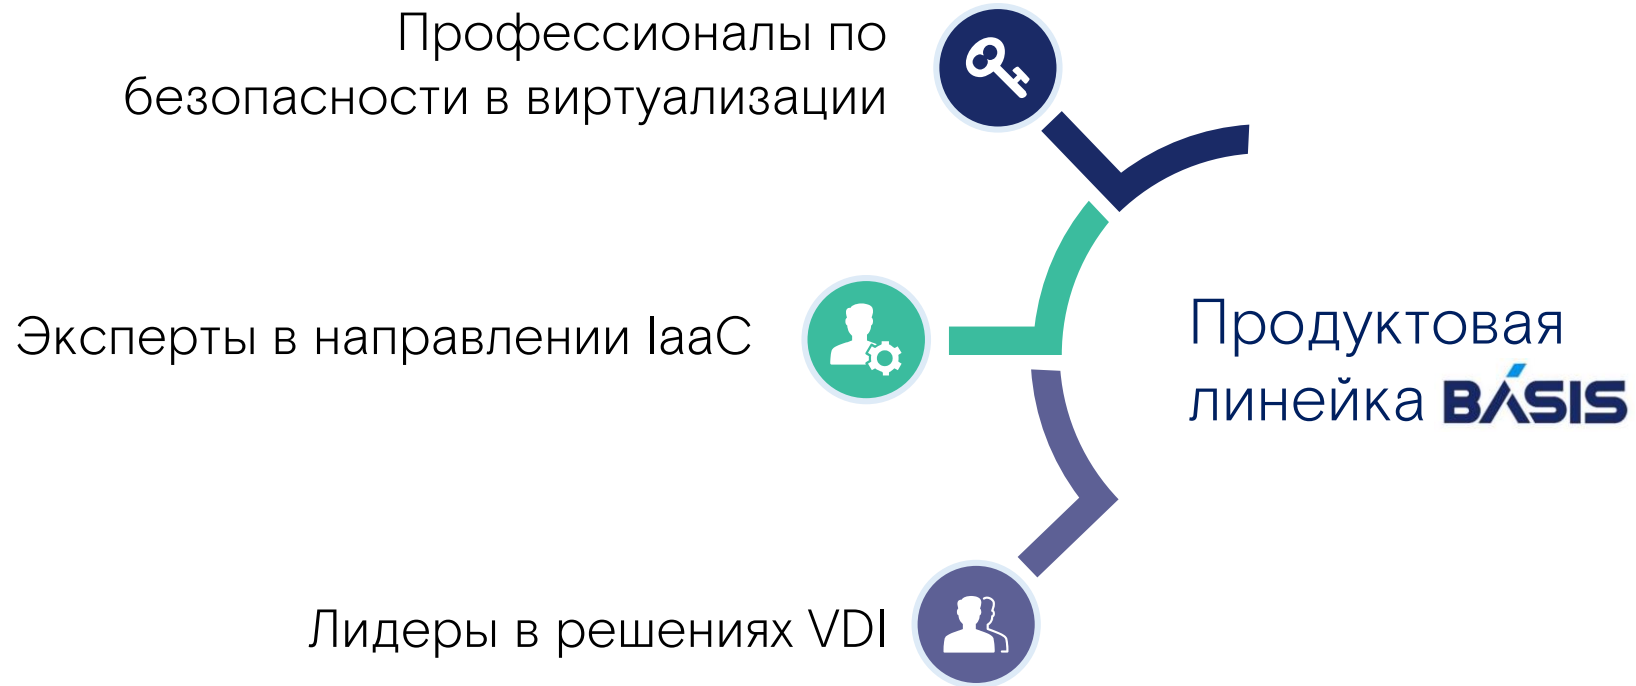 Профессионалы по
безопасности в виртуализации
Эксперты в направлении IaaC
Продуктовая
линейка BASIS
Лидеры в решениях VDI